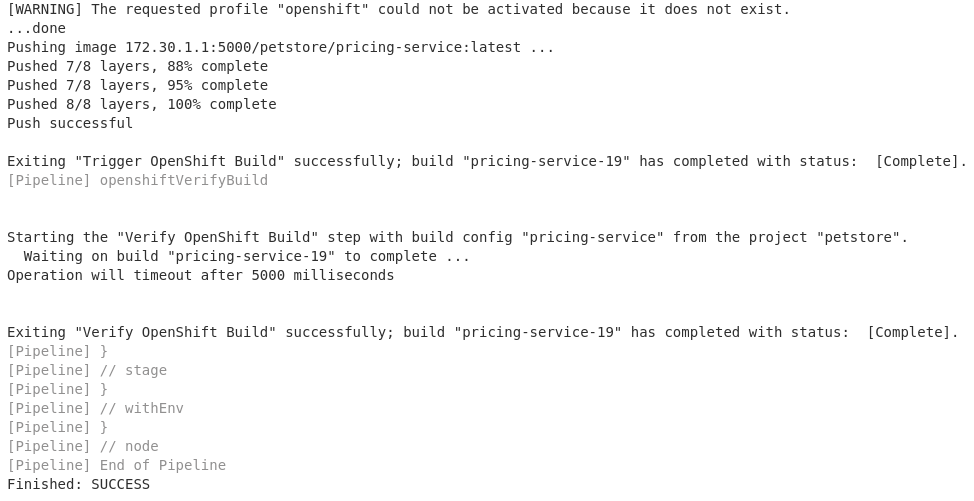 [WARNING] The requested profile "openshift" could not be activated because it does not exist.
...done
Pushing image 172.30.1.1:5000/petstore/pricing-service:latest ...
Pushed 7/8 layers, 88% complete
Pushed 7/8 layers, 95% complete
Pushed 8/8 layers, 100% complete
Push successful
Exiting "Trigger OpenShift Build" successfully; build "pricing-service-19" has completed with status:  [Complete].
[Pipeline] openshiftVerifyBuild
Starting the "Verify OpenShift Build" step with build config "pricing-service" from the project "petstore".
  Waiting on build "pricing-service-19" to complete ...
Operation will timeout after 5000 milliseconds
Exiting "Verify OpenShift Build" successfully; build "pricing-service-19" has completed with status:  [Complete].
[Pipeline] }
[Pipeline] // stage
[Pipeline] }
[Pipeline] // withEnv
[Pipeline] }
[Pipeline] // node
[Pipeline] End of Pipeline
Finished: SUCCESS